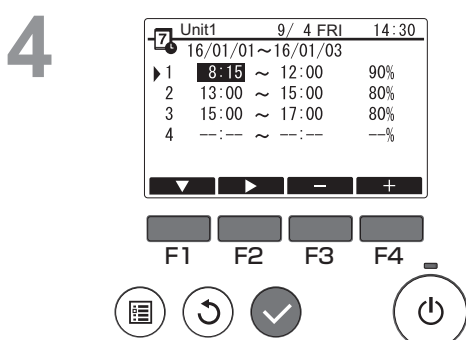 4
7 Unit1 9/ 4 FRI 14:30
16/01/01～16/01/03
1 8:15 ～ 12:00 90%
2 13:00 ～ 15:00 80%
3 15:00 ～ 17:00 80%
4 --:-- ～ --:-- --%
▼ ▶ － ＋
F1 F2 F3 F4